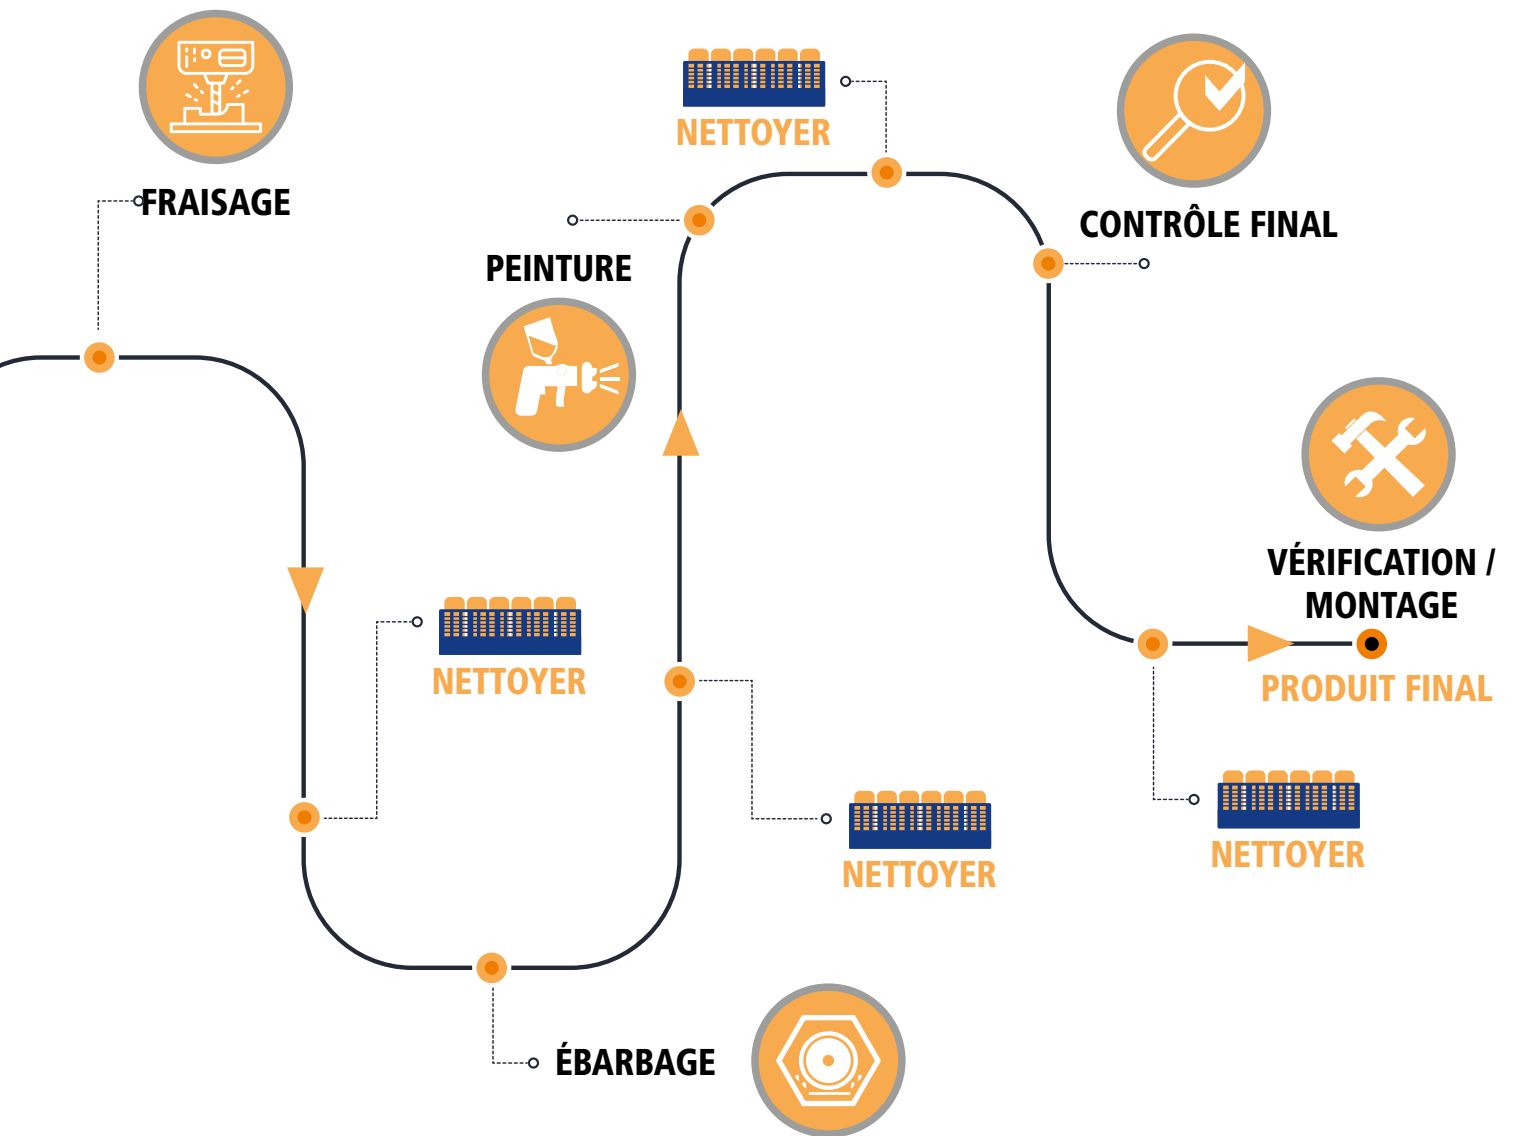 FRAISAGE
NETTOYER
ÉBARBAGE
NETTOYER
PEINTURE
NETTOYER
CONTRÔLE FINAL
NETTOYER
VÉRIFICATION /
MONTAGE
PRODUIT FINAL